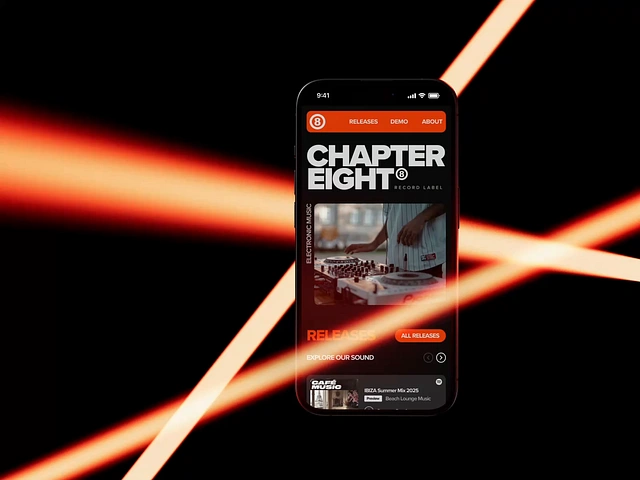 9:41
8
RELEASES DEMO ABOUT
CHAPTER
EIGHT 8
RECORD LABEL
ELECTRONIC MUSIC
RELEASES
ALL RELEASES
EXPLORE OUR SOUND
CAFÉ
MUSIC
IBIZA Summer Mix 2025
Preview Beach Lounge Music